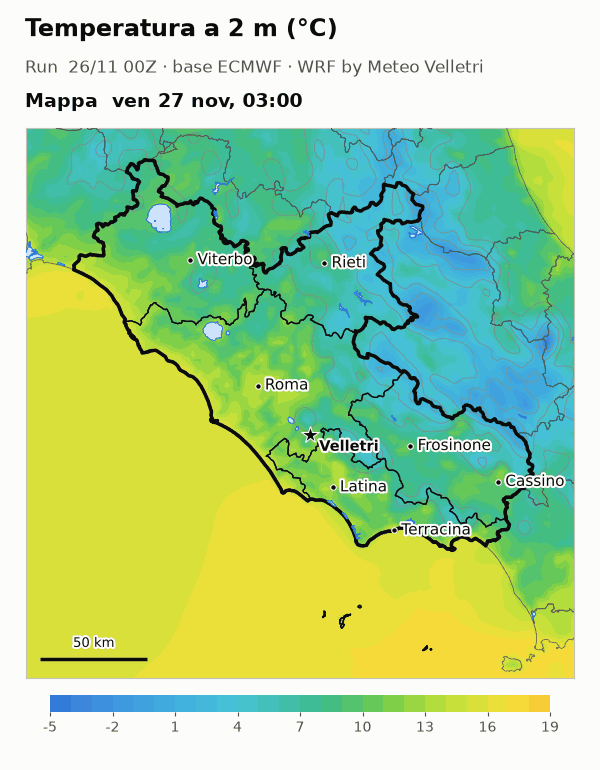 Temperatura a 2 m (°C)
Run  26/11 00Z · base ECMWF · WRF by Meteo Velletri
Mappa  ven 27 nov, 03:00
Viterbo
Rieti
Roma
Velletri
Frosinone
Cassino
Latina
Terracina
50 km
-5 -2 1 4 7 10 13 16 19